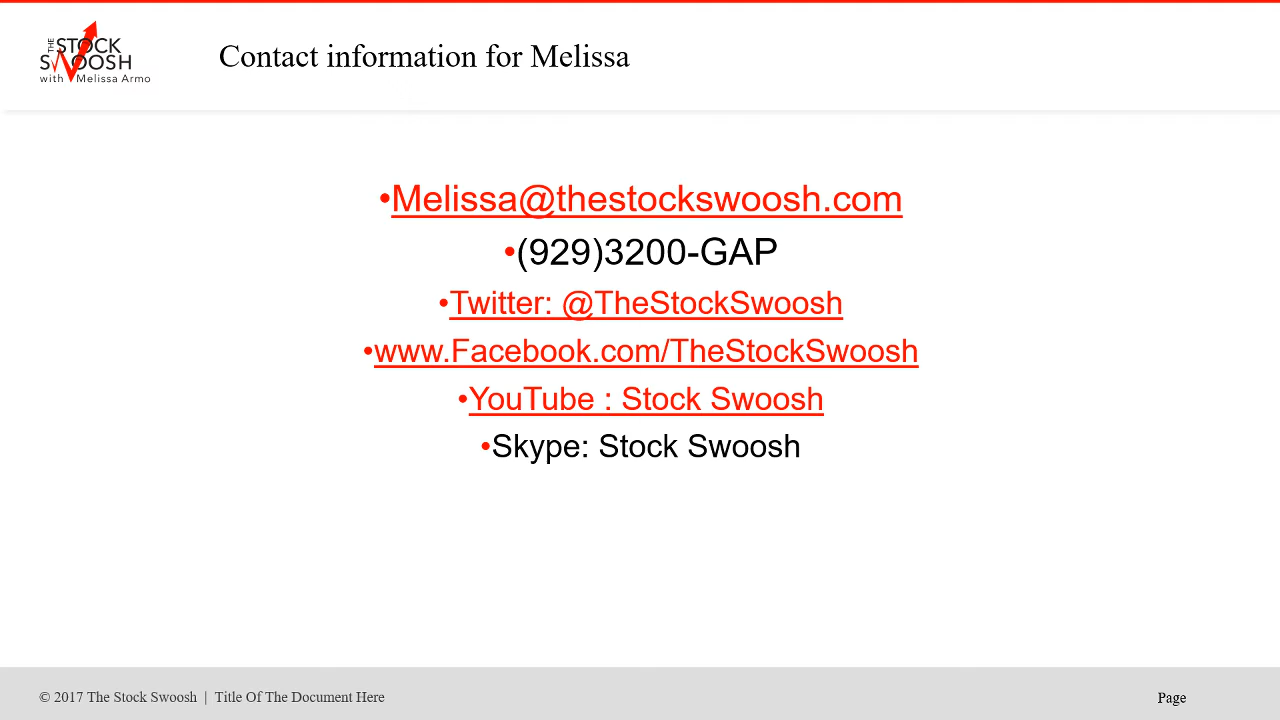 THE STOCK
SWOOSH
with Melissa Armo
Contact information for Melissa
•Melissa@thestockswoosh.com
•(929)3200-GAP
•Twitter: @TheStockSwoosh
•www.Facebook.com/TheStockSwoosh
•YouTube : Stock Swoosh
•Skype: Stock Swoosh
© 2017 The Stock Swoosh | Title Of The Document Here
Page